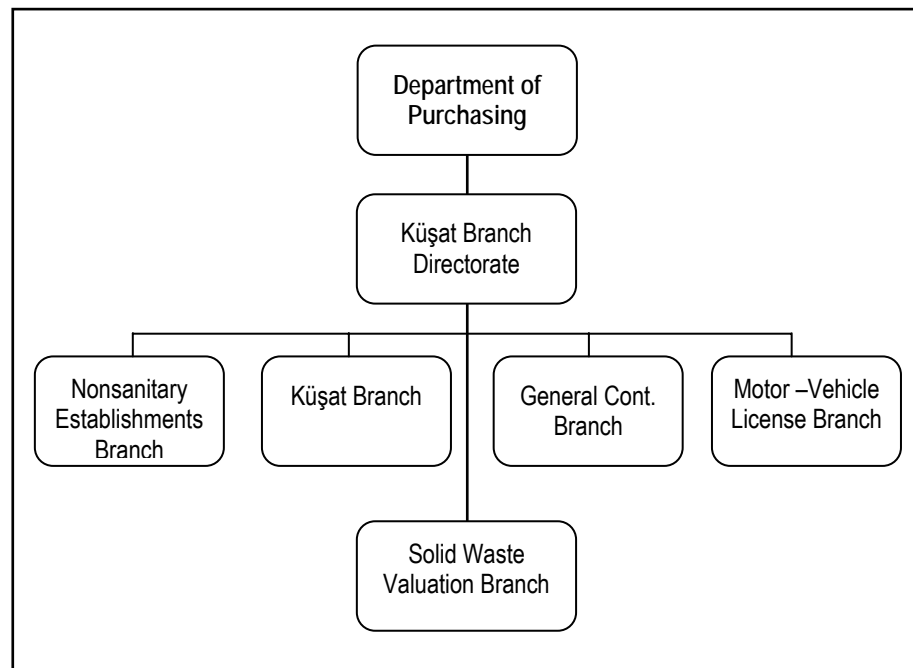 Department of
Purchasing
Küşat Branch
Directorate
Nonsanitary
Establishments
Branch
Küşat Branch
General Cont.
Branch
Motor –Vehicle
License Branch
Solid Waste
Valuation Branch